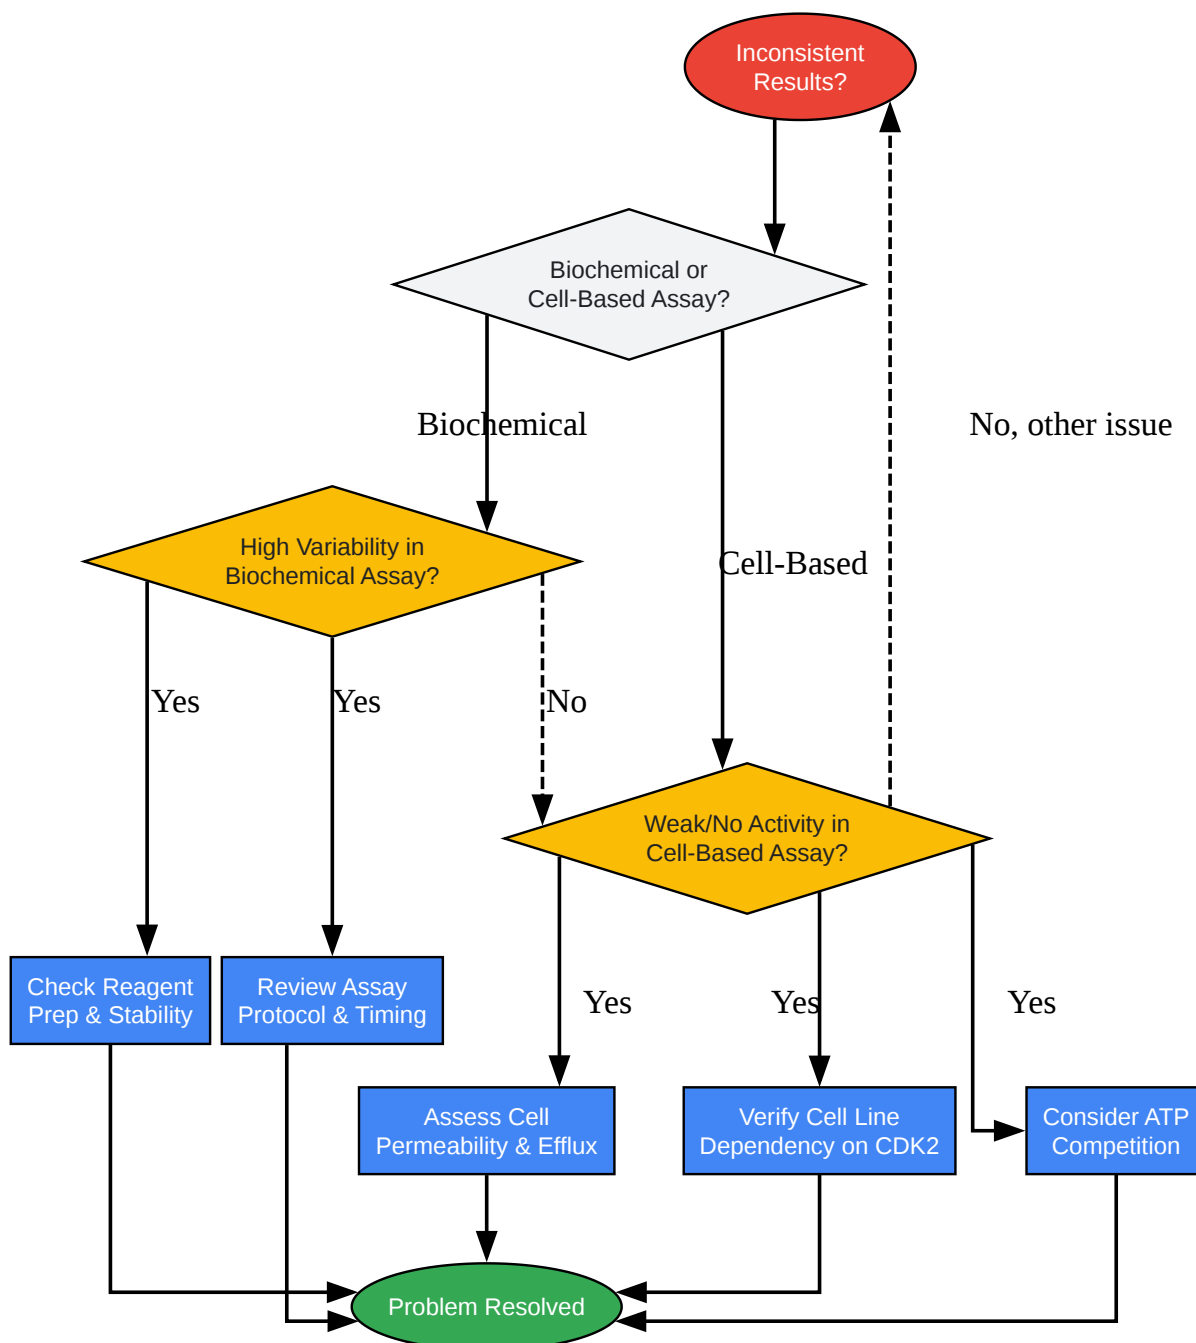 Inconsistent
Results?
Biochemical or
Cell-Based Assay?
Biochemical
No, other issue
High Variability in
Biochemical Assay?
Cell-Based
Yes
Yes
No
Weak/No Activity in
Cell-Based Assay?
Check Reagent
Prep & Stability
Review Assay
Protocol & Timing
Yes
Yes
Yes
Assess Cell
Permeability & Efflux
Verify Cell Line
Dependency on CDK2
Consider ATP
Competition
Problem Resolved